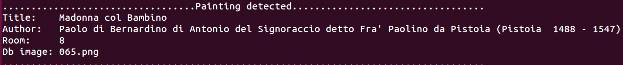 ..................................Painting detected..................................
Title:    Madonna col Bambino
Author:   Paolo di Bernardino di Antonio del Signoraccio detto Fra' Paolino da Pistoia (Pistoia  1488 - 1547)
Room:     8
Db image: 065.png
.....................................................................................